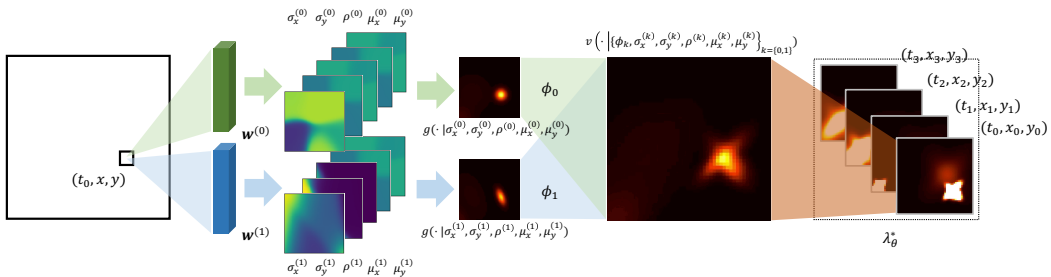 σ_x^(0) σ_y^(0) ρ^(0) μ_x^(0) μ_y^(0)
w^(0)
(t_0, x, y)
w^(1)
σ_x^(1) σ_y^(1) ρ^(1) μ_x^(1) μ_y^(1)
g(· |σ_x^(0), σ_y^(0), ρ^(0), μ_x^(0), μ_y^(0))
g(· |σ_x^(1), σ_y^(1), ρ^(1), μ_x^(1), μ_y^(1))
ϕ_0
ϕ_1
v(· |{ϕ_k, σ_x^(k), σ_y^(k), ρ^(k), μ_x^(k), μ_y^(k)}_{k={0,1}})
(t_3, x_3, y_3)
(t_2, x_2, y_2)
(t_1, x_1, y_1)
(t_0, x_0, y_0)
λ_θ^*